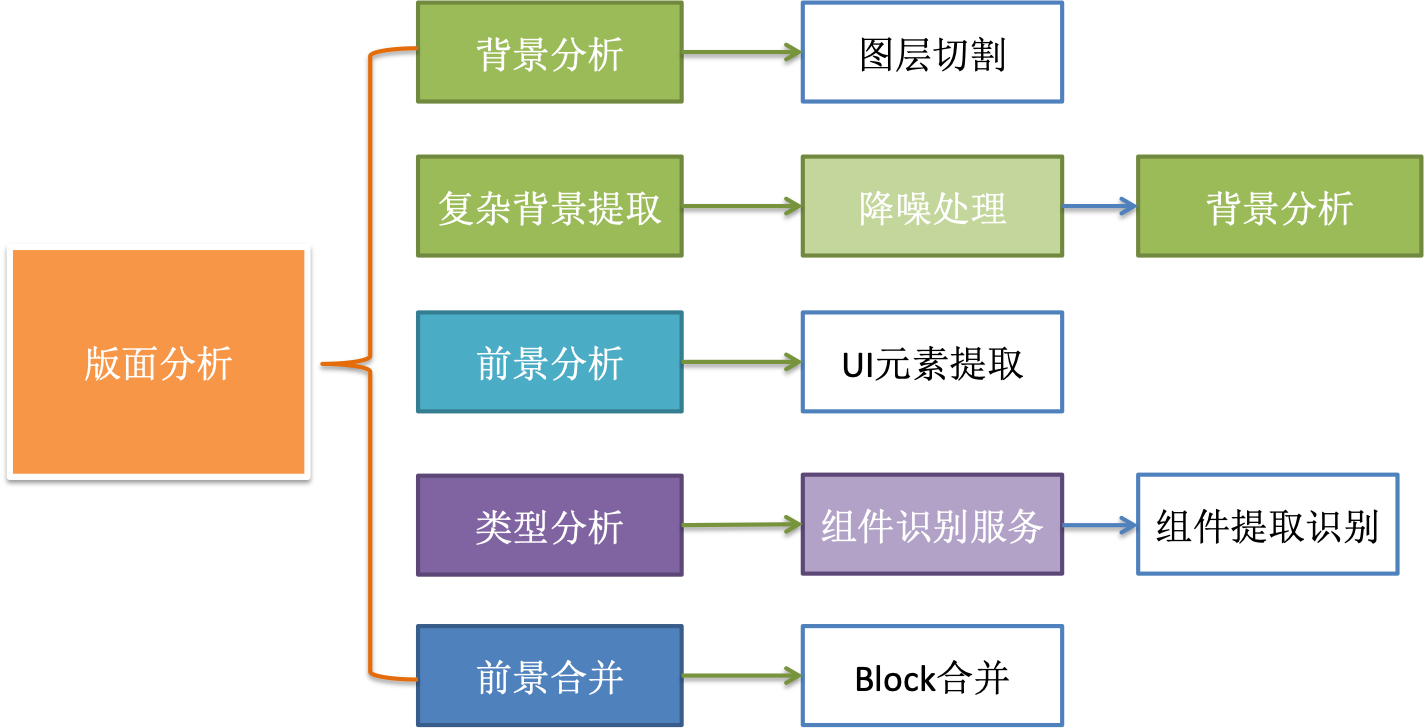 背景分析
图层切割
复杂背景提取
降噪处理
背景分析
版面分析
前景分析
UI元素提取
类型分析
组件识别服务
组件提取识别
前景合并
Block合并